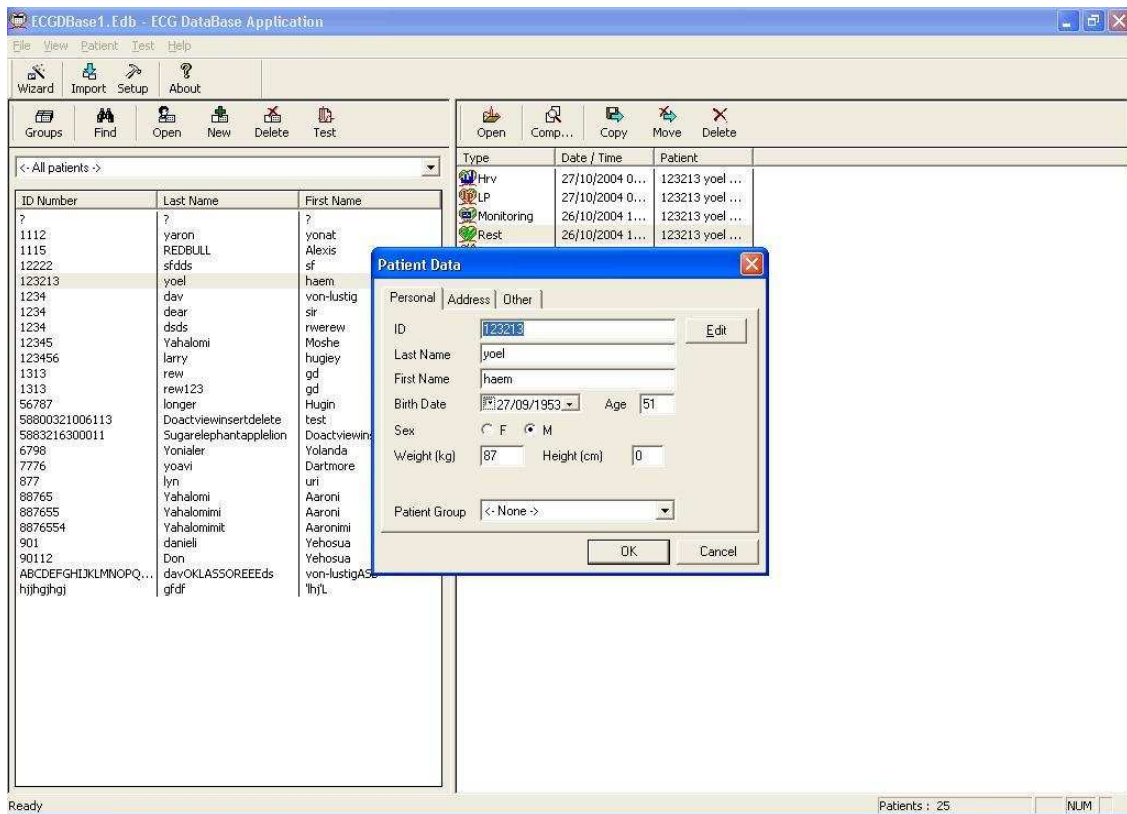 ECGDBase1.Edb - ECG DataBase Application
File View Patient Test Help
Wizard Import Setup About
Groups Find Open New Delete Test
Open Comp... Copy Move Delete
<- All patients ->
Type Date / Time Patient
Hrv 27/10/2004 0... 123213 yoel ...
LP 27/10/2004 0... 123213 yoel ...
Monitoring 26/10/2004 1... 123213 yoel ...
Rest 26/10/2004 1... 123213 yoel ...
ID Number Last Name First Name
? ? ?
1112 yaron yonat
1115 REDBULL Alexis
12222 sfdds sf
123213 yoel haem
1234 dav von-lustig
1234 dear sir
1234 dsds rwerew
12345 Yahalomi Moshe
123456 larry hugiey
1313 rew gd
1313 rew123 gd
56787 longer Hugin
58800321006113 Doactviewinsertdelete test
5883216300011 Sugarelephantapplelion Doactviewin
6798 Yonialer Yolanda
7776 yoavi Dartmore
877 lyn uri
88765 Yahalomi Aaroni
887655 Yahalomimi Aaroni
8876554 Yahalomimit Aaronimi
901 danieli Yehosua
90112 Don Yehosua
ABCDEFGHIJKLMNOPQ... davOKLASSOREEEds von-lustigAS
hjjhgjhgj gfdf 'lhj'L
Patient Data
Personal Address Other
ID 123213 Edit
Last Name yoel
First Name haem
Birth Date 27/09/1953 Age 51
Sex F M
Weight (kg) 87 Height (cm) 0
Patient Group <- None ->
OK Cancel
Ready Patients : 25 NUM